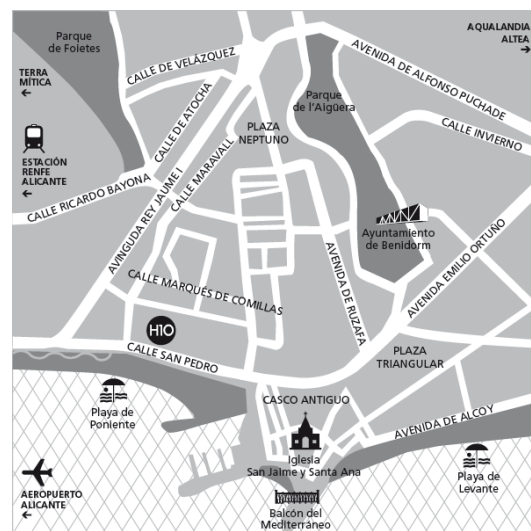 Parque
de Foietes
AQUALANDIA
ALTEA
AVENIDA DE ALFONSO PUCHADE
CALLE DE VELÁZQUEZ
TERRA
MÍTICA
Parque
de l'Aigüera
CALLE DE ATOCHA
PLAZA
NEPTUNO
CALLE INVIERNO
ESTACIÓN
RENFE
ALICANTE
CALLE MARAVALL
CALLE RICARDO BAYONA
AVINGUDA REY JAUME I
Ayuntamiento
de Benidorm
AVENIDA EMILIO ORTUÑO
AVENIDA DE RUZAFA
CALLE MARQUÉS DE COMILLAS
H10
CALLE SAN PEDRO
PLAZA
TRIANGULAR
Playa de
Poniente
CASCO ANTIGUO
AVENIDA DE ALCOY
Iglesia
San Jaime y Santa Ana
Playa de
Levante
AEROPUERTO
ALICANTE
Balcón del
Mediterráneo